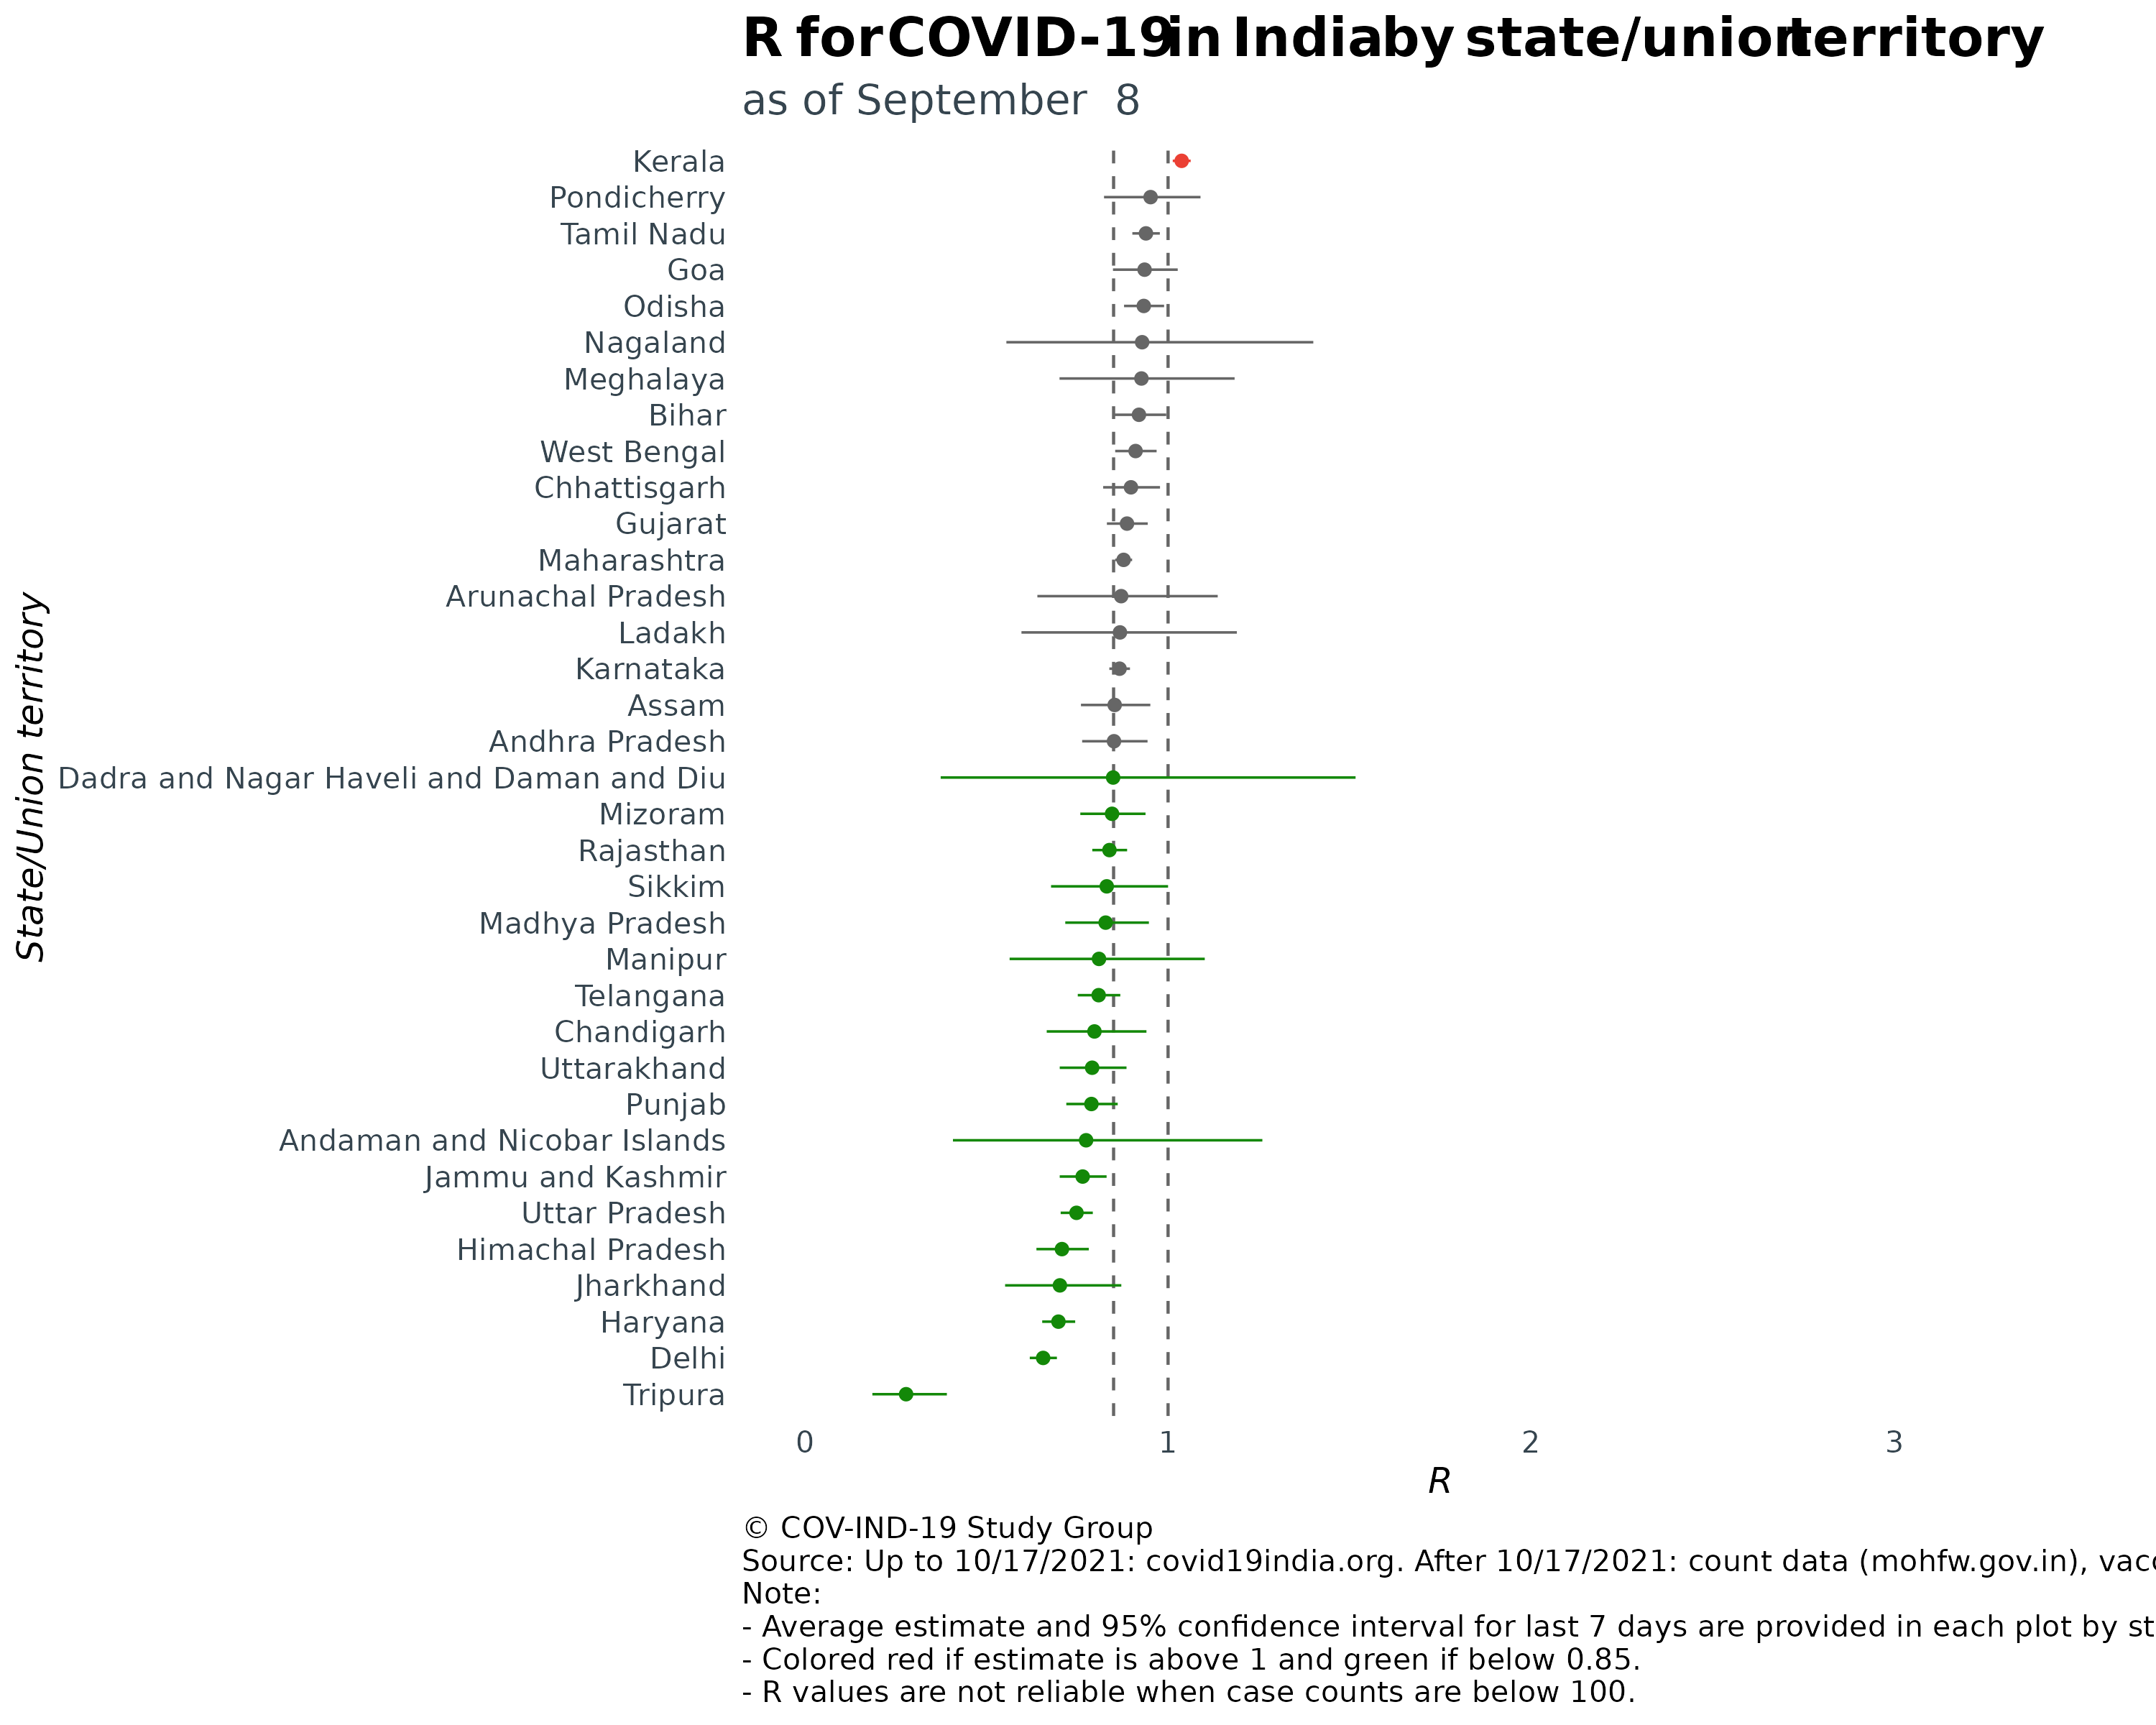 R for COVID-19 in India by state/union territory
as of September 8
State/Union territory
Kerala
Pondicherry
Tamil Nadu
Goa
Odisha
Nagaland
Meghalaya
Bihar
West Bengal
Chhattisgarh
Gujarat
Maharashtra
Arunachal Pradesh
Ladakh
Karnataka
Assam
Andhra Pradesh
Dadra and Nagar Haveli and Daman and Diu
Mizoram
Rajasthan
Sikkim
Madhya Pradesh
Manipur
Telangana
Chandigarh
Uttarakhand
Punjab
Andaman and Nicobar Islands
Jammu and Kashmir
Uttar Pradesh
Himachal Pradesh
Jharkhand
Haryana
Delhi
Tripura
0 1 2 3
R
© COV-IND-19 Study Group
Source: Up to 10/17/2021: covid19india.org. After 10/17/2021: count data (mohfw.gov.in),
Note:
- Average estimate and 95% confidence interval for last 7 days are provided in each plot by
- Colored red if estimate is above 1 and green if below 0.85.
- R values are not reliable when case counts are below 100.